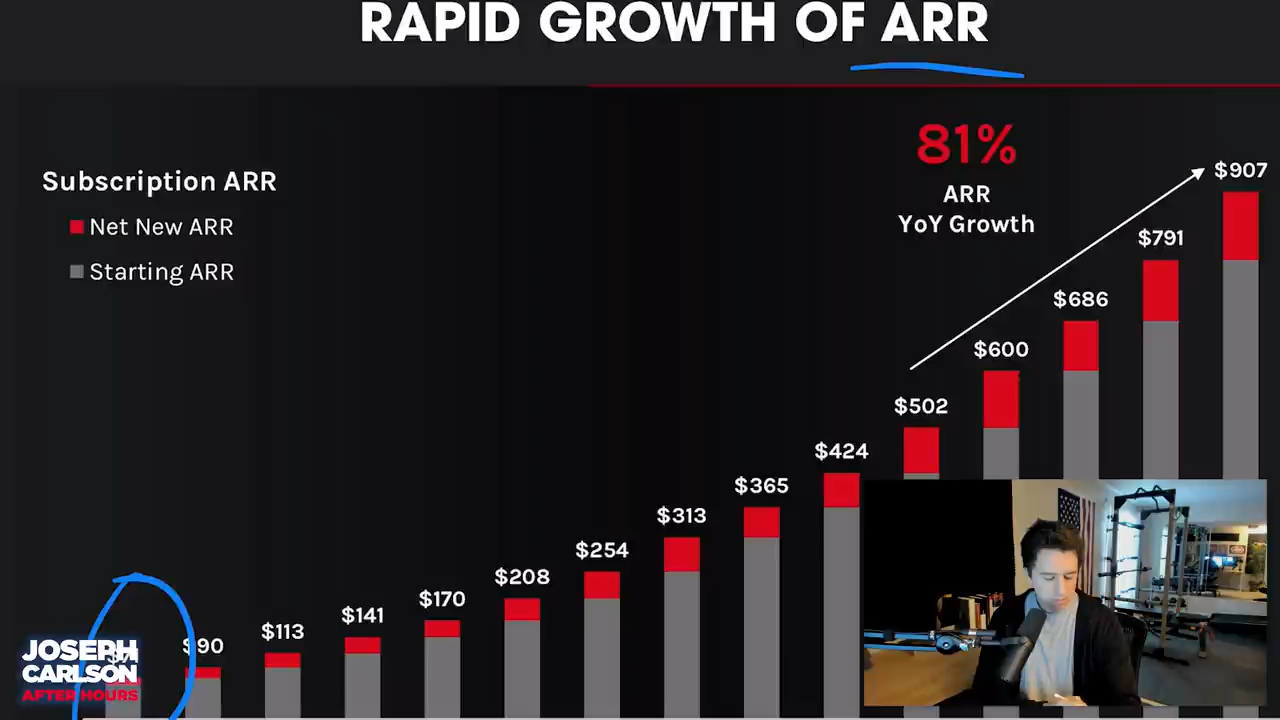 RAPID GROWTH OF ARR
81%
ARR
YoY Growth
Subscription ARR
Net New ARR
Starting ARR
$90
$113
$141
$170
$208
$254
$313
$365
$424
$502
$600
$686
$791
$907
JOSEPH
CARLSON
AFTER HOURS